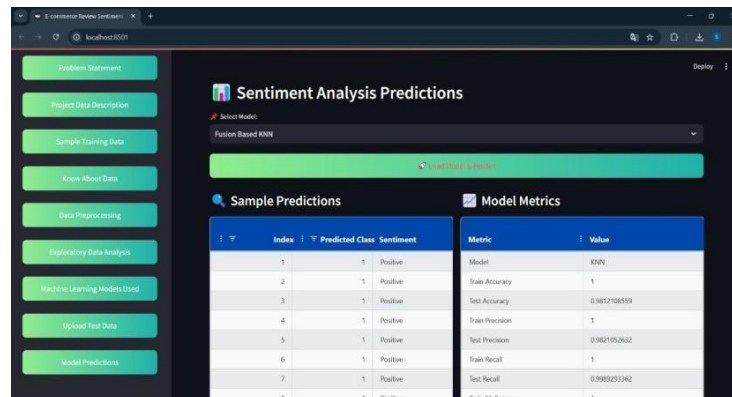 E-commerce Review Sentiment
localhost:8501
Deploy
Problem Statement
Project Data Description
Sample Training Data
Know About Data
Data Preprocessing
Exploratory Data Analysis
Machine Learning Models Used
Upload Test Data
Model Predictions
Sentiment Analysis Predictions
Select Model:
Fusion Based KNN
Load Model & Predict
Sample Predictions
Index Predicted Class Sentiment
1 1 Positive
2 1 Positive
3 1 Positive
4 1 Positive
5 1 Positive
6 1 Positive
7 1 Positive
Model Metrics
Metric Value
Model KNN
Train Accuracy 1
Test Accuracy 0.9812108559
Train Precision 1
Test Precision 0.9821052632
Train Recall 1
Test Recall 0.9989293362